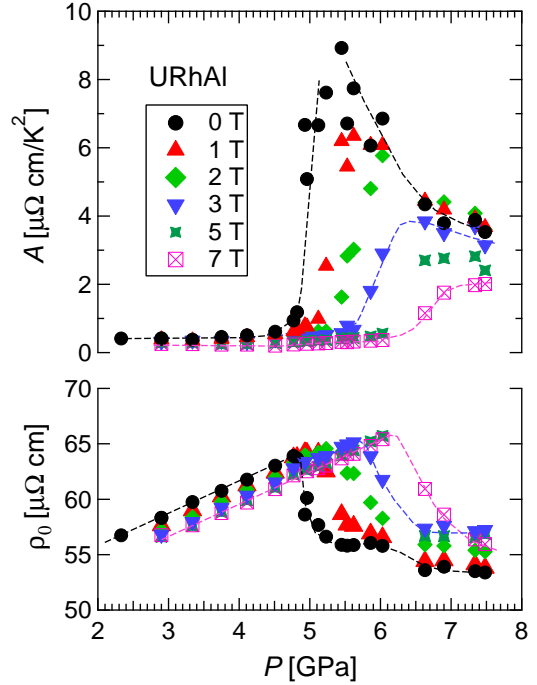 10
8
6
4
2
0
A [μΩ cm/K²]
URhAl
0 T
1 T
2 T
3 T
5 T
7 T
70
65
60
55
50
ρ₀ [μΩ cm]
2 3 4 5 6 7 8
P [GPa]